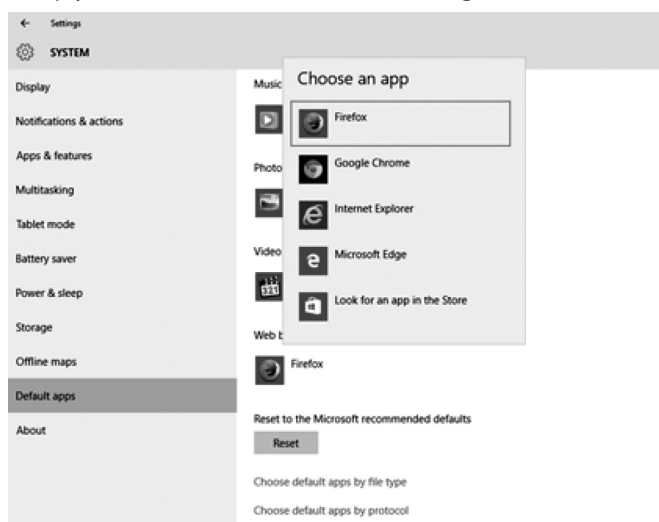 Settings
SYSTEM
Display
Notifications & actions
Apps & features
Multitasking
Tablet mode
Battery saver
Power & sleep
Storage
Offline maps
Default apps
About
Music
Photo
Video
Web b
Choose an app
Firefox
Google Chrome
Internet Explorer
Microsoft Edge
Look for an app in the Store
Firefox
Reset to the Microsoft recommended defaults
Reset
Choose default apps by file type
Choose default apps by protocol